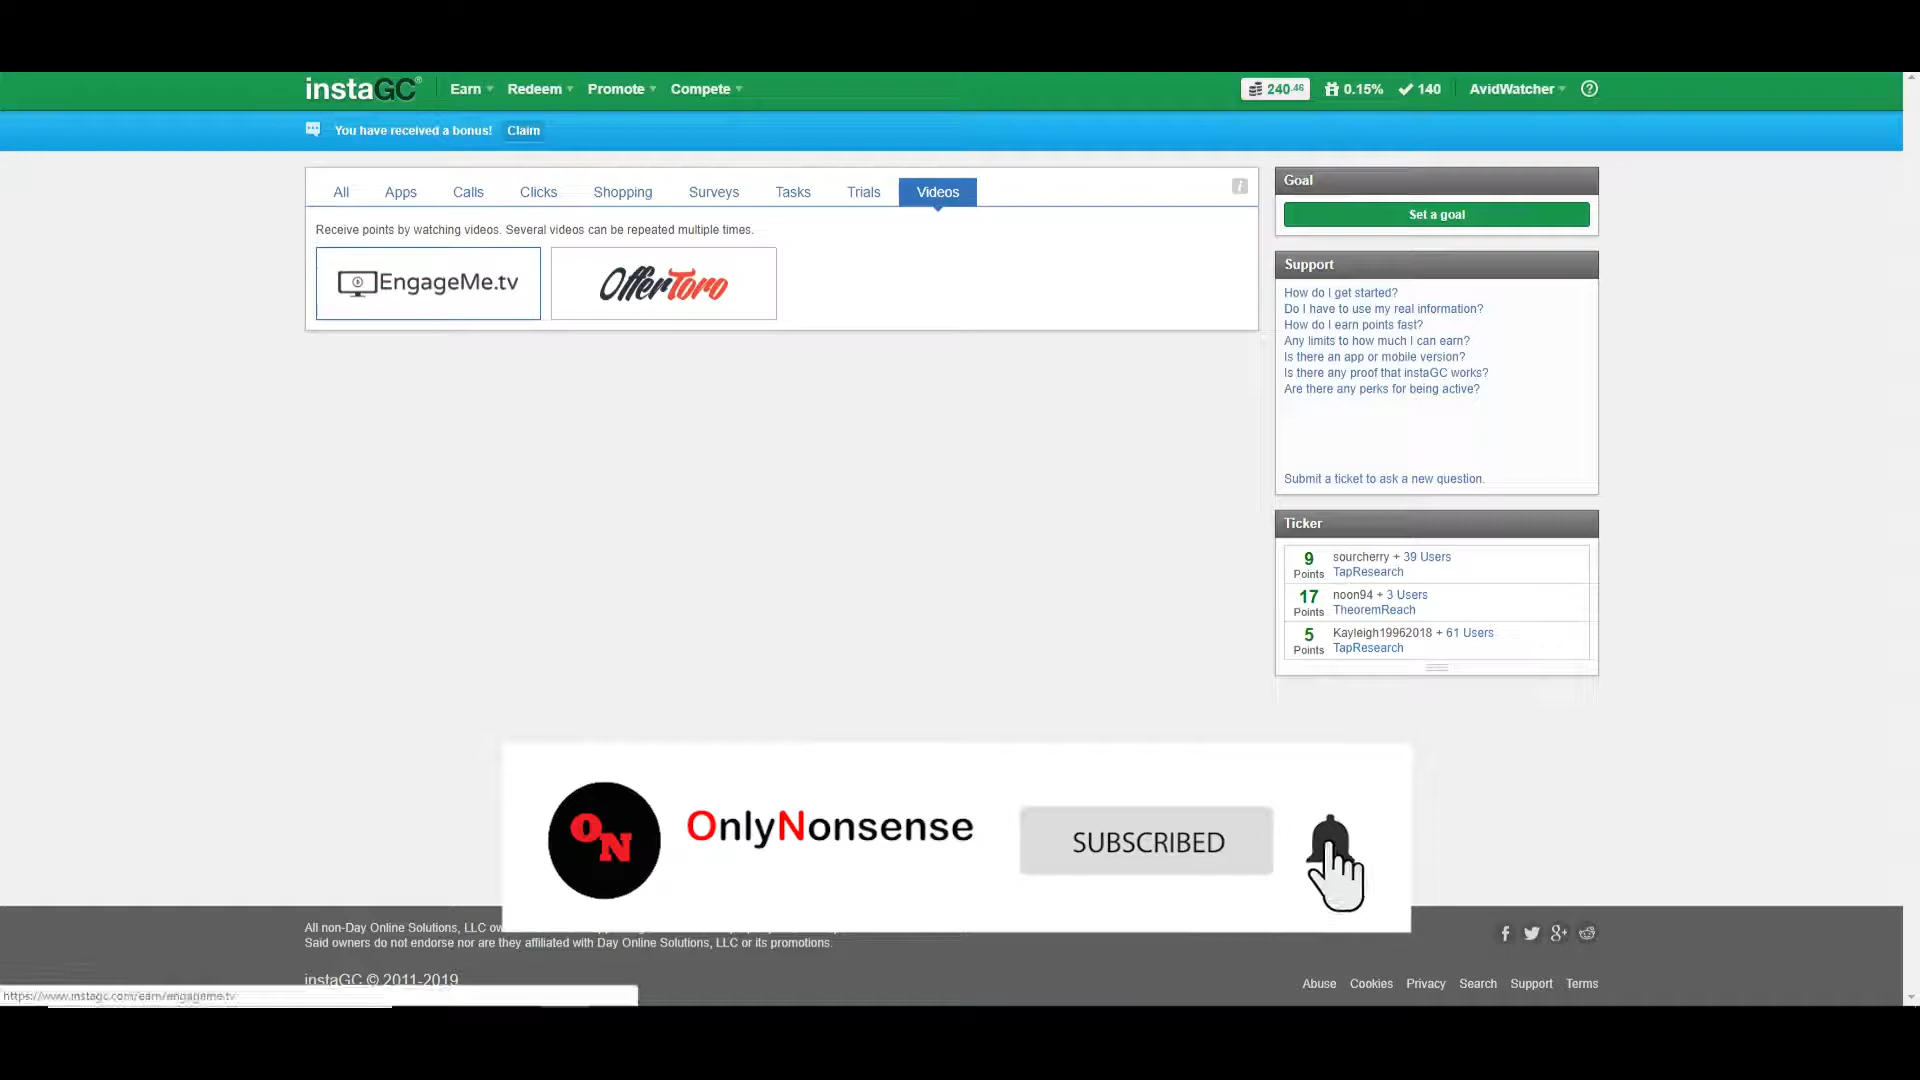 instaGC® Earn Redeem Promote Compete 240.46 0.15% 140 AvidWatcher ?
You have received a bonus! Claim
All Apps Calls Clicks Shopping Surveys Tasks Trials Videos i
Receive points by watching videos. Several videos can be repeated multiple times.
EngageMe.tv OfferToro
Goal
Set a goal
Support
How do I get started?
Do I have to use my real information?
How do I earn points fast?
Any limits to how much I can earn?
Is there an app or mobile version?
Is there any proof that instaGC works?
Are there any perks for being active?
Submit a ticket to ask a new question.
Ticker
9 sourcherry + 39 Users
Points TapResearch
17 noon94 + 3 Users
Points TheoremReach
5 Kayleigh19962018 + 61 Users
Points TapResearch
ON OnlyNonsense SUBSCRIBED
All non-Day Online Solutions, LLC
Said owners do not endorse nor are they affiliated with Day Online Solutions, LLC or its promotions.
instaGC © 2011-2019
Abuse Cookies Privacy Search Support Terms
https://www.instagc.com/earn/engageme.tv